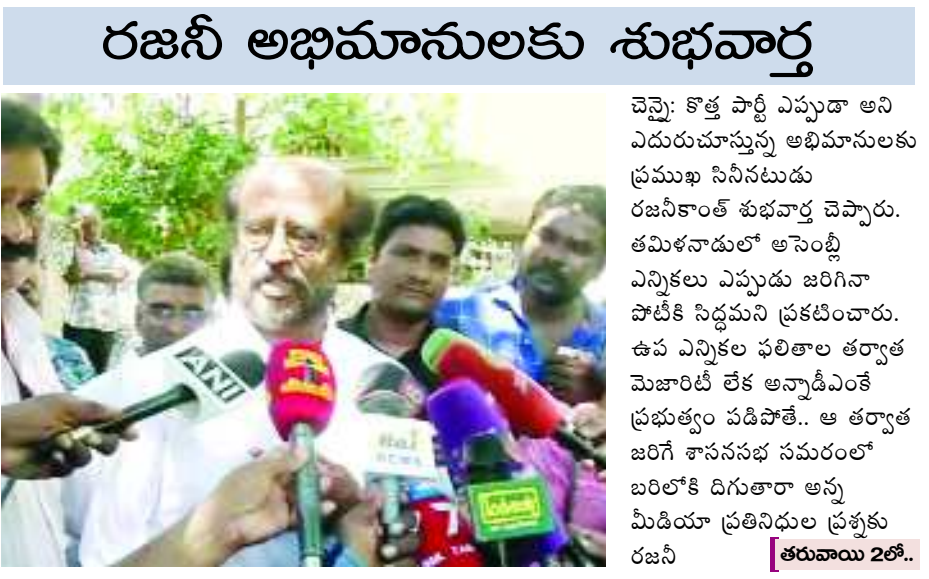 రజనీ అభిమానులకు శుభవార్త
చెన్నై: కొత్త పార్టీ ఎప్పుడా అని
ఎదురుచూస్తున్న అభిమానులకు
ప్రముఖ సినీనటుడు
రజనీకాంత్ శుభవార్త చెప్పారు.
తమిళనాడులో అసెంబ్లీ
ఎన్నికలు ఎప్పుడు జరిగినా
పోటీకి సిద్ధమని ప్రకటించారు.
ఉప ఎన్నికల ఫలితాల తర్వాత
మెజారిటీ లేక అన్నాడీఎంకే
ప్రభుత్వం పడిపోతే.. ఆ తర్వాత
జరిగే శాసనసభ సమరంలో
బరిలోకి దిగుతారా అన్న
మీడియా ప్రతినిధుల ప్రశ్నకు
రజనీ
తరువాయి 2లో..
ANI
NEWS
7